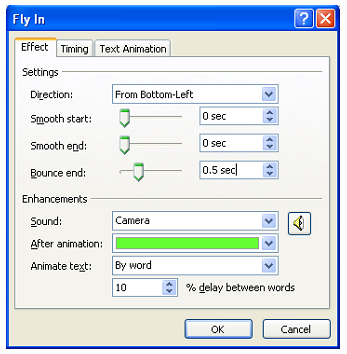 Fly In
Effect Timing Text Animation
Settings
Direction: From Bottom-Left
Smooth start: 0 sec
Smooth end: 0 sec
Bounce end: 0.5 sec
Enhancements
Sound: Camera
After animation:
Animate text: By word
10 % delay between words
OK Cancel